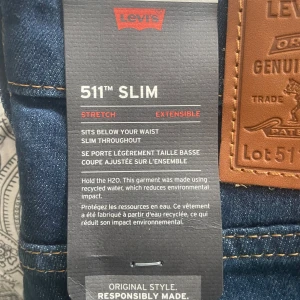 Levi's
511™ SLIM
STRETCH EXTENSIBLE
SITS BELOW YOUR WAIST
SLIM THROUGHOUT
SE PORTE LÉGÈREMENT TAILLE BASSE
COUPE AJUSTÉE SUR L'ENSEMBLE
Hold the H2O. This garment was made using
recycled water, which reduces environmental
impact.
Protégez les ressources en eau. Ce vêtement
a été fabriqué à partir d'eau recyclée, ce qui
réduit son impact environnemental.
ORIGINAL STYLE.
RESPONSIBLY MADE.
LE
OR
GENUI
TRADE
PATE
Lot 51